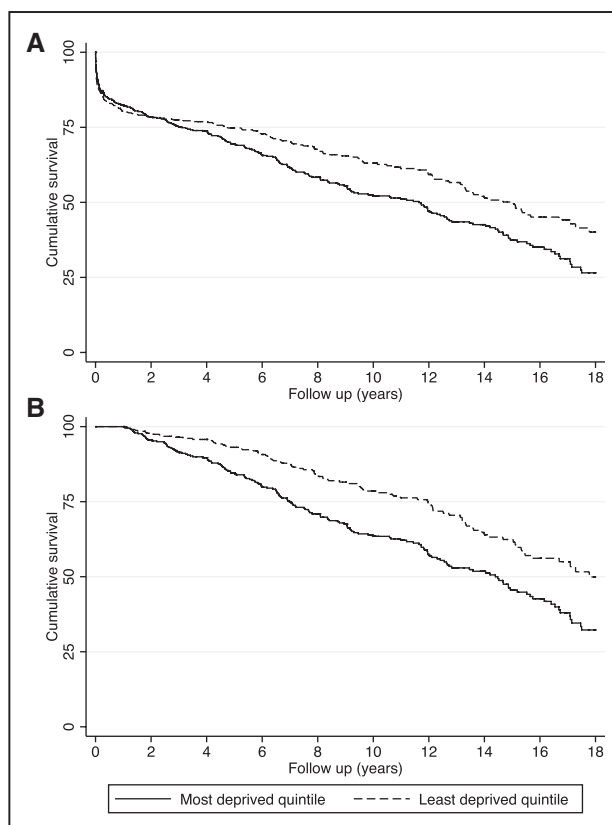 A
100
75
50
25
0
Cumulative survival
0 2 4 6 8 10 12 14 16 18
Follow up (years)
B
100
75
50
25
0
Cumulative survival
0 2 4 6 8 10 12 14 16 18
Follow up (years)
Most deprived quintile Least deprived quintile